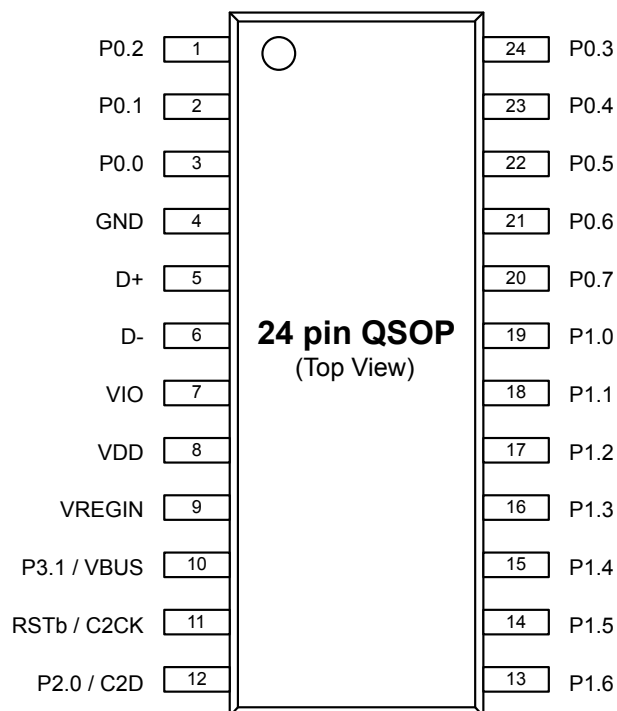 P0.2 1 24 P0.3
P0.1 2 23 P0.4
P0.0 3 22 P0.5
GND 4 21 P0.6
D+ 5 20 P0.7
D- 6 24 pin QSOP 19 P1.0
(Top View)
VIO 7 18 P1.1
VDD 8 17 P1.2
VREGIN 9 16 P1.3
P3.1 / VBUS 10 15 P1.4
RSTb / C2CK 11 14 P1.5
P2.0 / C2D 12 13 P1.6